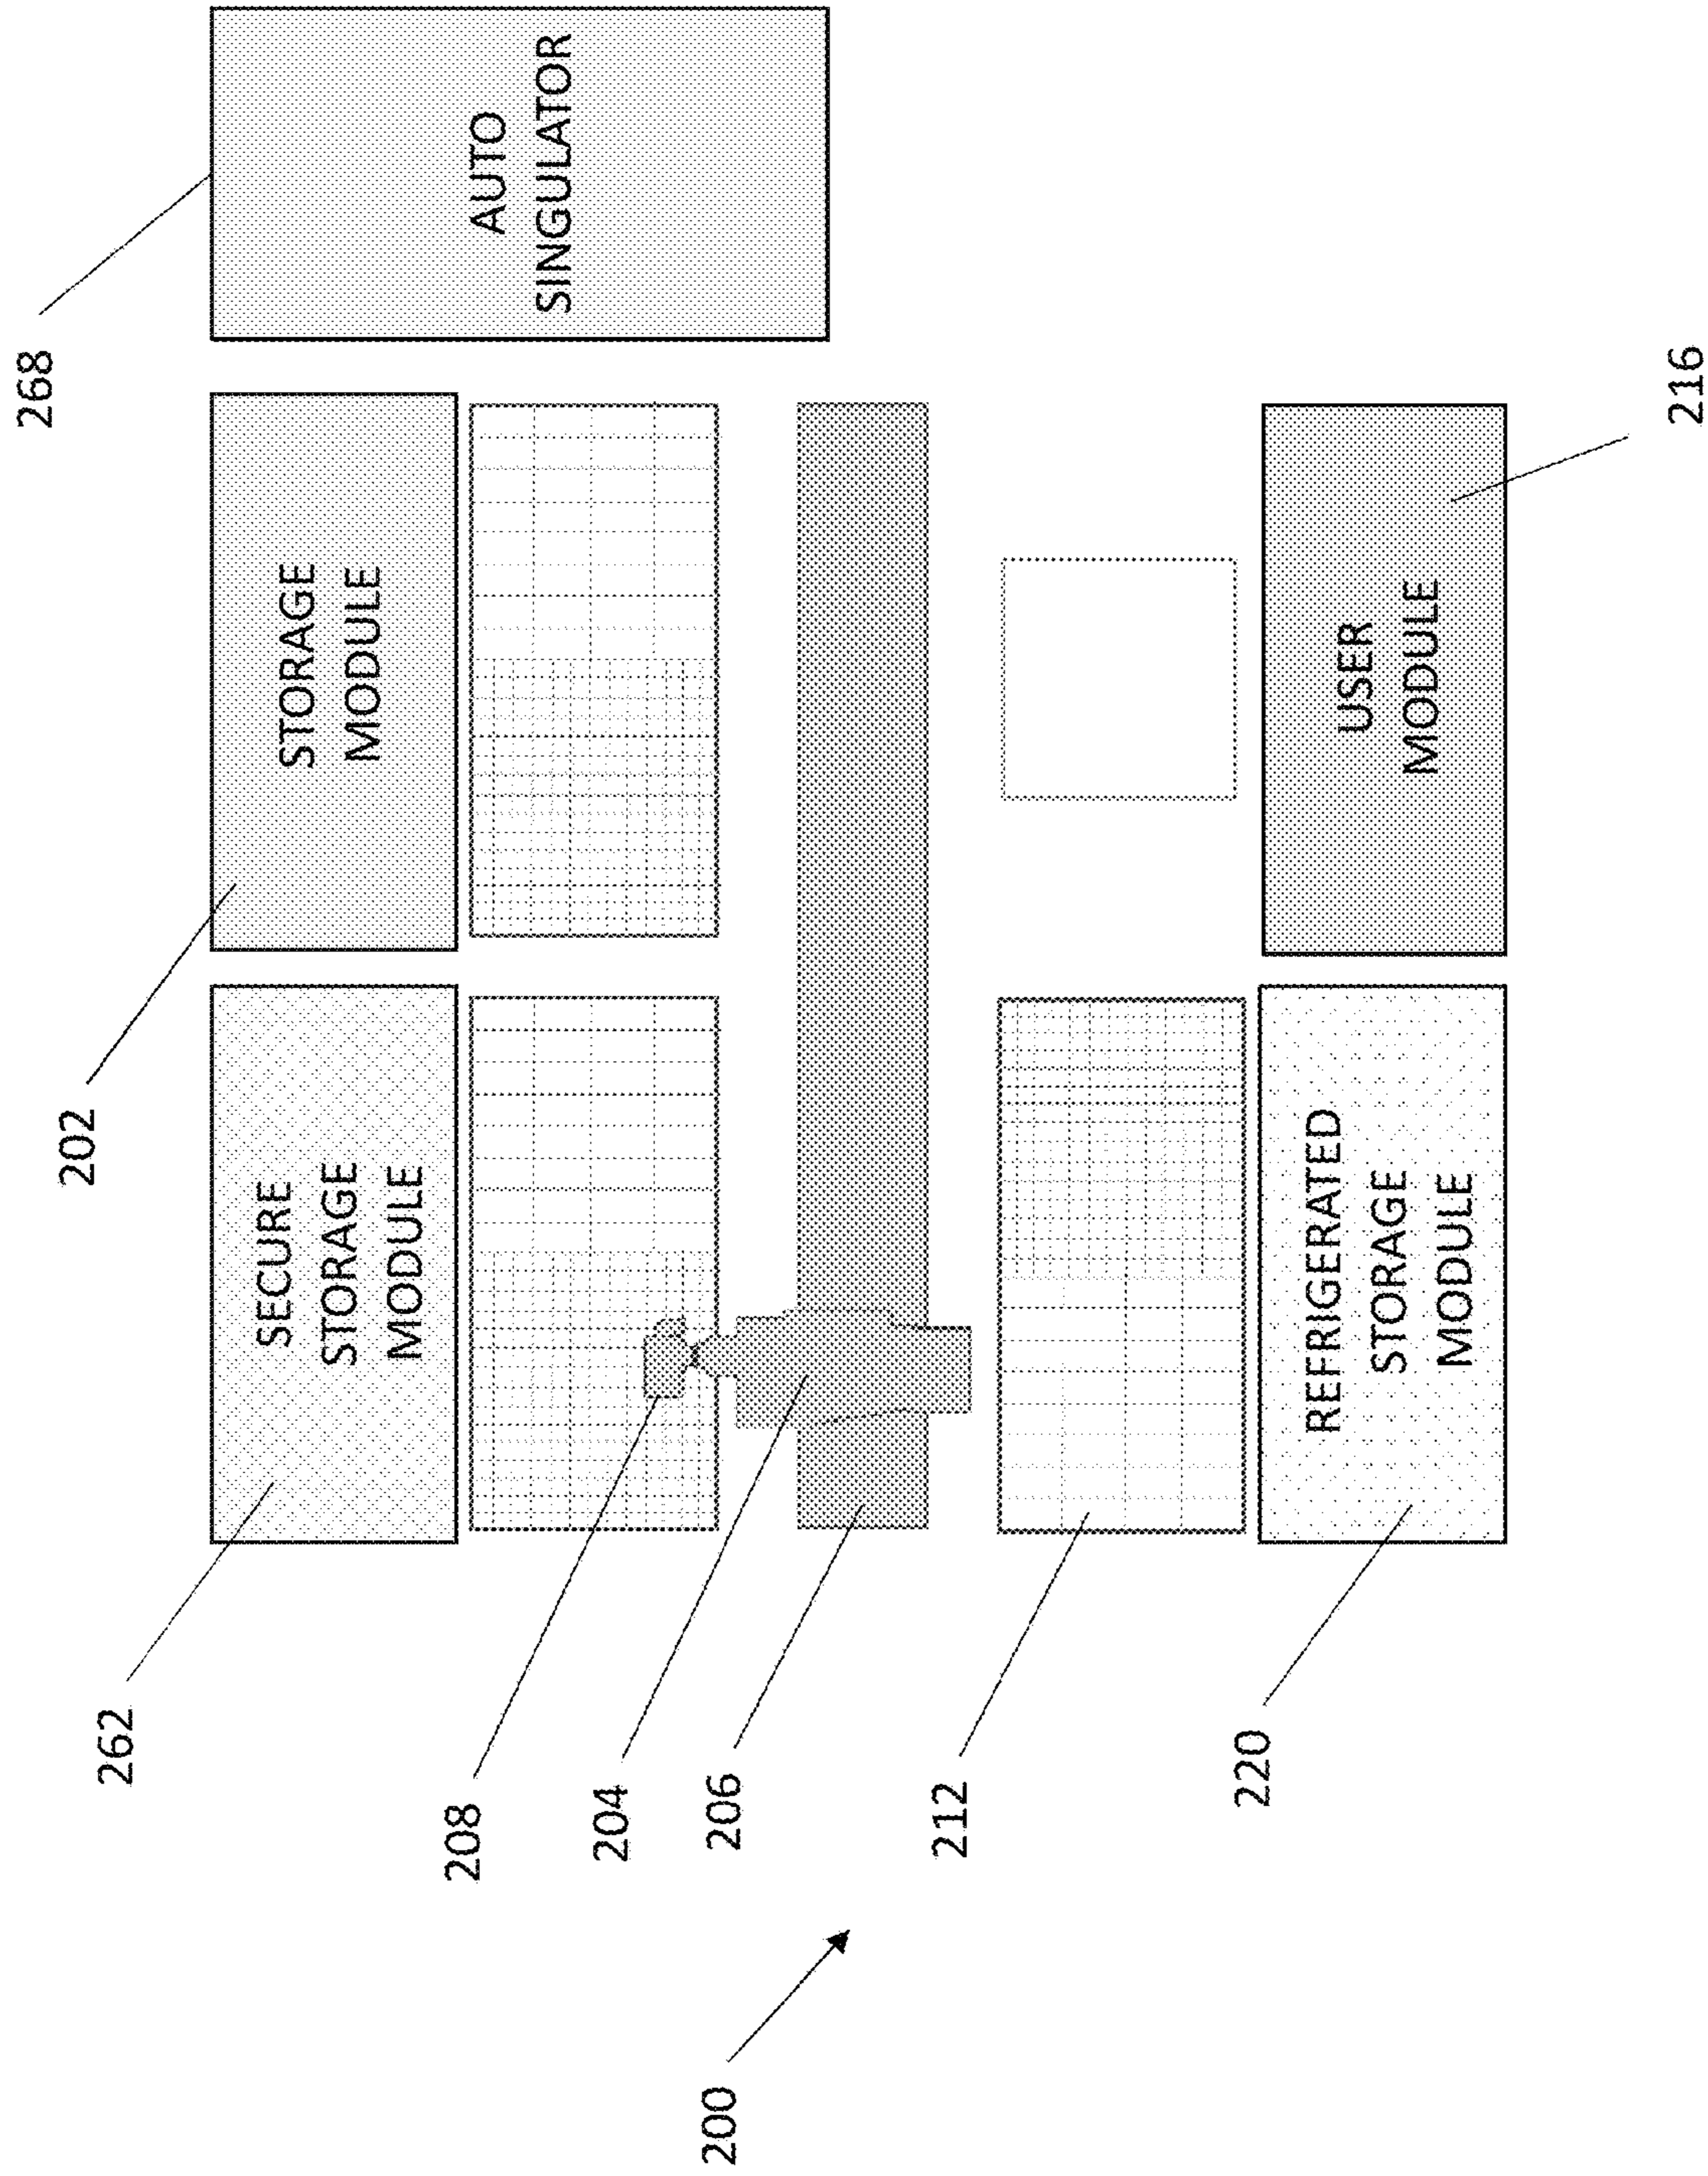 268
202
262
SECURE
STORAGE
MODULE
STORAGE
MODULE
AUTO
SINGULATOR
208
204
206
200
212
220
REFRIGERATED
STORAGE
MODULE
USER
MODULE
216